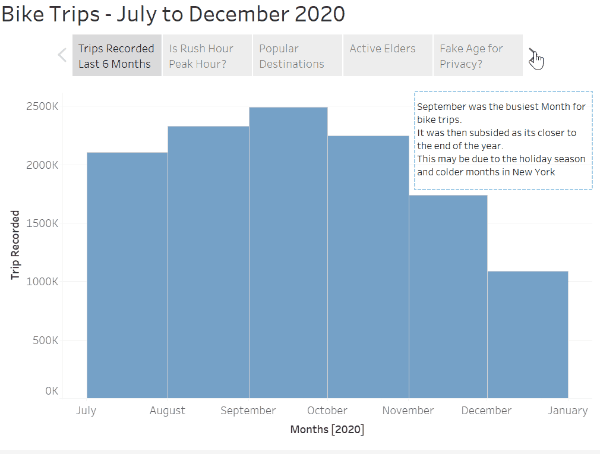 Bike Trips - July to December 2020
Trips Recorded
Last 6 Months
Is Rush Hour
Peak Hour?
Popular
Destinations
Active Elders
Fake Age for
Privacy?
September was the busiest Month for
bike trips.
It was then subsided as its closer to
the end of the year.
This may be due to the holiday season
and colder months in New York
2500K
2000K
1500K
1000K
500K
0K
Trip Recorded
July
August
September
October
November
December
January
Months [2020]